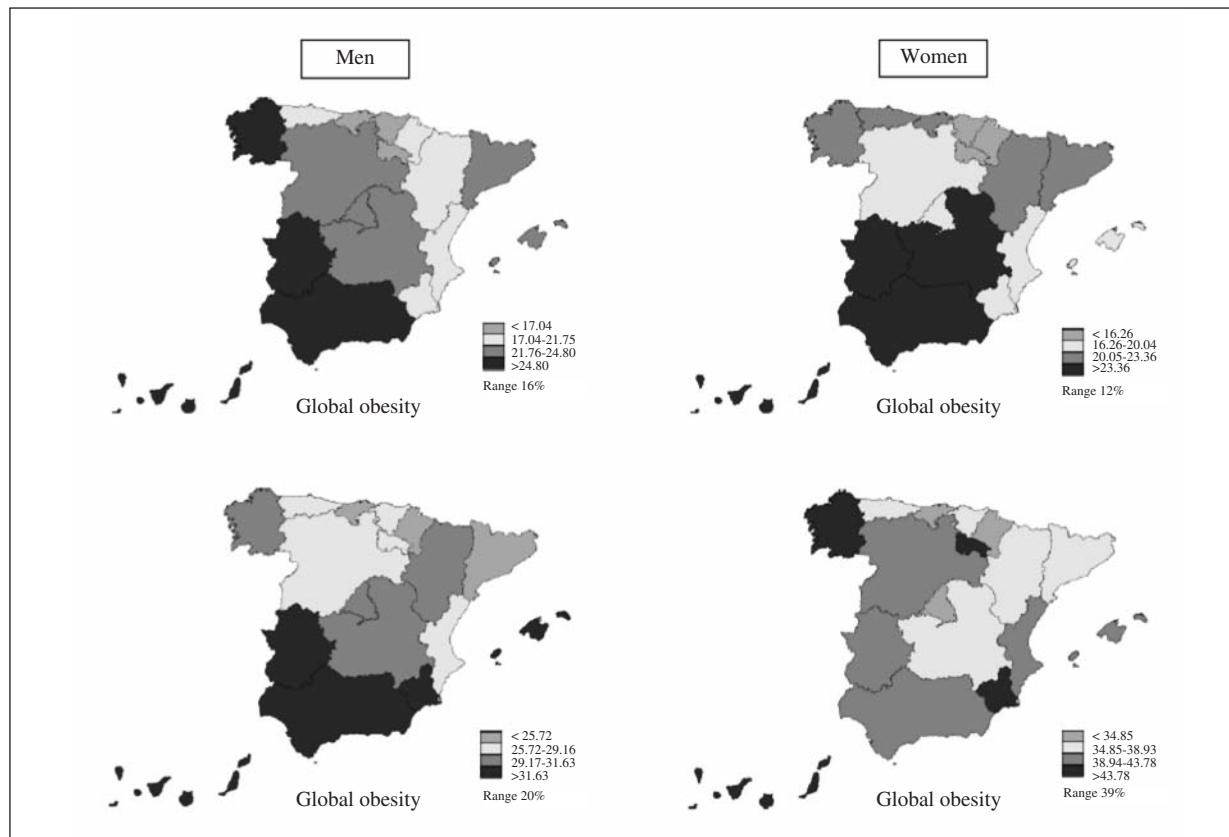 Men
Women
< 17.04
17.04-21.75
21.76-24.80
>24.80
Range 16%
Global obesity
< 16.26
16.26-20.04
20.05-23.36
>23.36
Range 12%
Global obesity
< 25.72
25.72-29.16
29.17-31.63
>31.63
Range 20%
Global obesity
< 34.85
34.85-38.93
38.94-43.78
>43.78
Range 39%
Global obesity